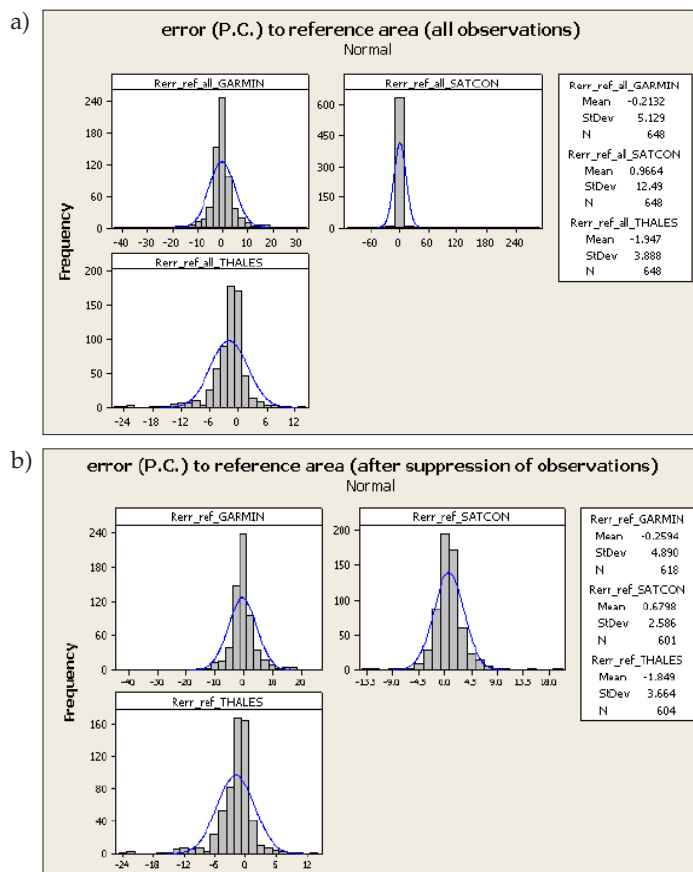 a)
error (P.C.) to reference area (all observations)
Normal
Rerr_ref_all_GARMIN
240
180
120
60
0
-40 -30 -20 -10 0 10 20 30
Rerr_ref_all_SATCON
600
450
300
150
0
-60 0 60 120 180 240
Rerr_ref_all_THALES
200
150
100
50
0
-24 -18 -12 -6 0 6 12
Frequency
Rerr_ref_all_GARMIN
Mean -0.2132
StDev 5.129
N 648
Rerr_ref_all_SATCON
Mean 0.9664
StDev 12.49
N 648
Rerr_ref_all_THALES
Mean -1.947
StDev 3.888
N 648
b)
error (P.C.) to reference area (after suppression of observations)
Normal
Rerr_ref_GARMIN
240
180
120
60
0
-40 -30 -20 -10 0 10 20
Rerr_ref_SATCON
200
150
100
50
0
-13.5 -9.0 -4.5 0.0 4.5 9.0 13.5 18.0
Rerr_ref_THALES
160
120
80
40
0
-24 -18 -12 -6 0 6 12
Frequency
Rerr_ref_GARMIN
Mean -0.2594
StDev 4.890
N 618
Rerr_ref_SATCON
Mean 0.6798
StDev 2.586
N 601
Rerr_ref_THALES
Mean -1.849
StDev 3.664
N 604